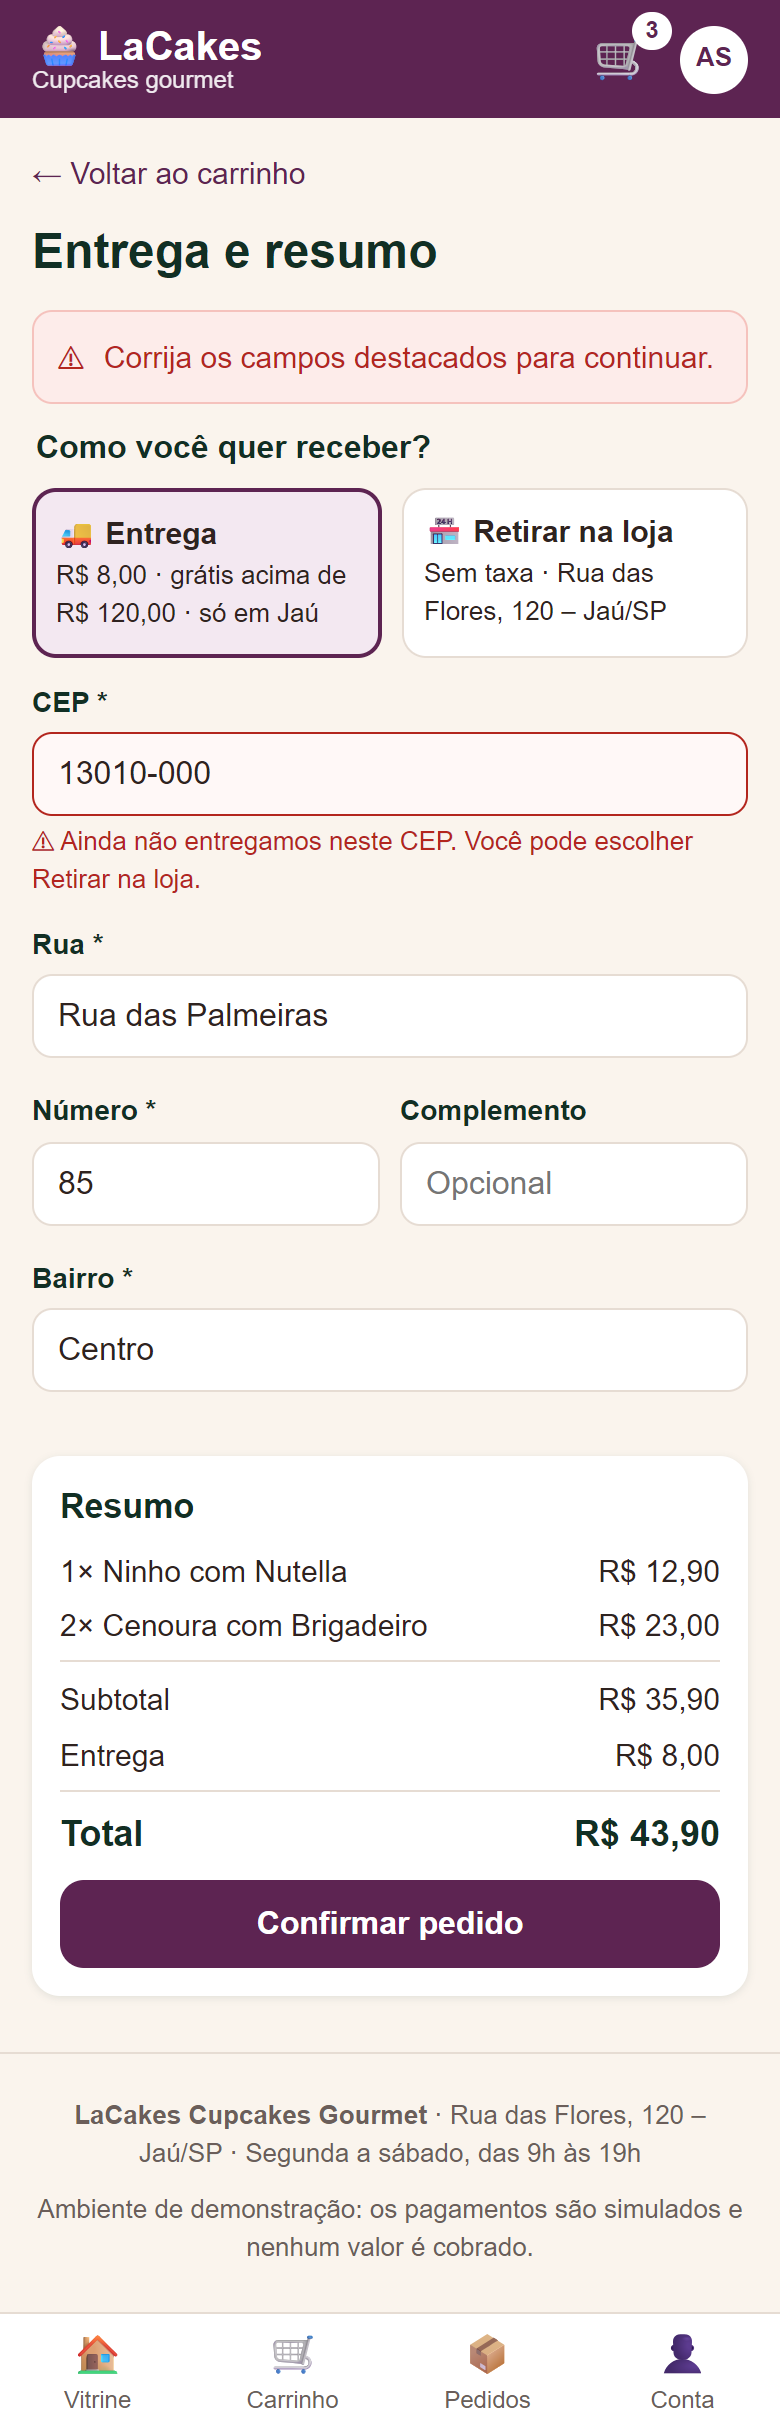 LaCakes
Cupcakes gourmet
3
AS
← Voltar ao carrinho
Entrega e resumo
⚠ Corrija os campos destacados para continuar.
Como você quer receber?
Entrega
R$ 8,00 · grátis acima de
R$ 120,00 · só em Jaú
Retirar na loja
Sem taxa · Rua das
Flores, 120 – Jaú/SP
CEP *
13010-000
⚠ Ainda não entregamos neste CEP. Você pode escolher
Retirar na loja.
Rua *
Rua das Palmeiras
Número *
Complemento
85
Opcional
Bairro *
Centro
Resumo
1× Ninho com Nutella R$ 12,90
2× Cenoura com Brigadeiro R$ 23,00
Subtotal R$ 35,90
Entrega R$ 8,00
Total R$ 43,90
Confirmar pedido
LaCakes Cupcakes Gourmet · Rua das Flores, 120 –
Jaú/SP · Segunda a sábado, das 9h às 19h
Ambiente de demonstração: os pagamentos são simulados e
nenhum valor é cobrado.
Vitrine Carrinho Pedidos Conta